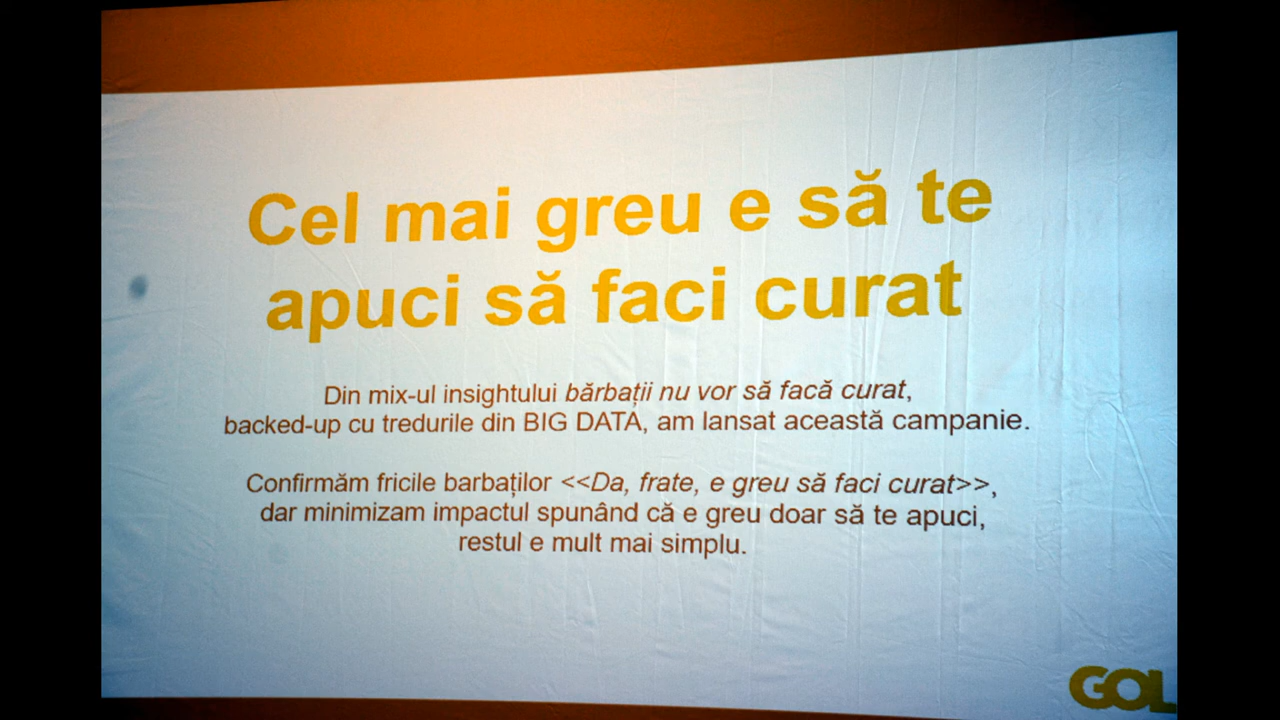 Cel mai greu e să te
apuci să faci curat
Din mix-ul insightului bărbații nu vor să facă curat,
backed-up cu tredurile din BIG DATA, am lansat această campanie.
Confirmăm fricile barbaților <<Da, frate, e greu să faci curat>>,
dar minimizam impactul spunând că e greu doar să te apuci,
restul e mult mai simplu.
GOL